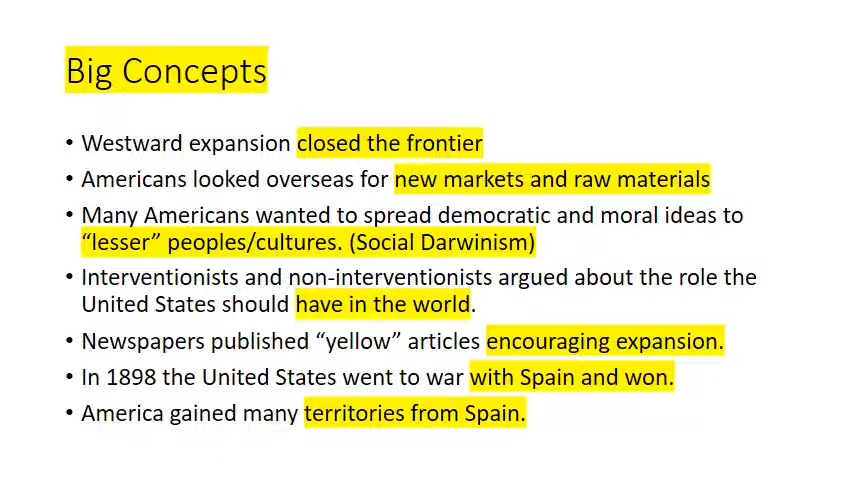 Big Concepts
• Westward expansion closed the frontier
• Americans looked overseas for new markets and raw materials
• Many Americans wanted to spread democratic and moral ideas to
“lesser” peoples/cultures. (Social Darwinism)
• Interventionists and non-interventionists argued about the role the
United States should have in the world.
• Newspapers published “yellow” articles encouraging expansion.
• In 1898 the United States went to war with Spain and won.
• America gained many territories from Spain.